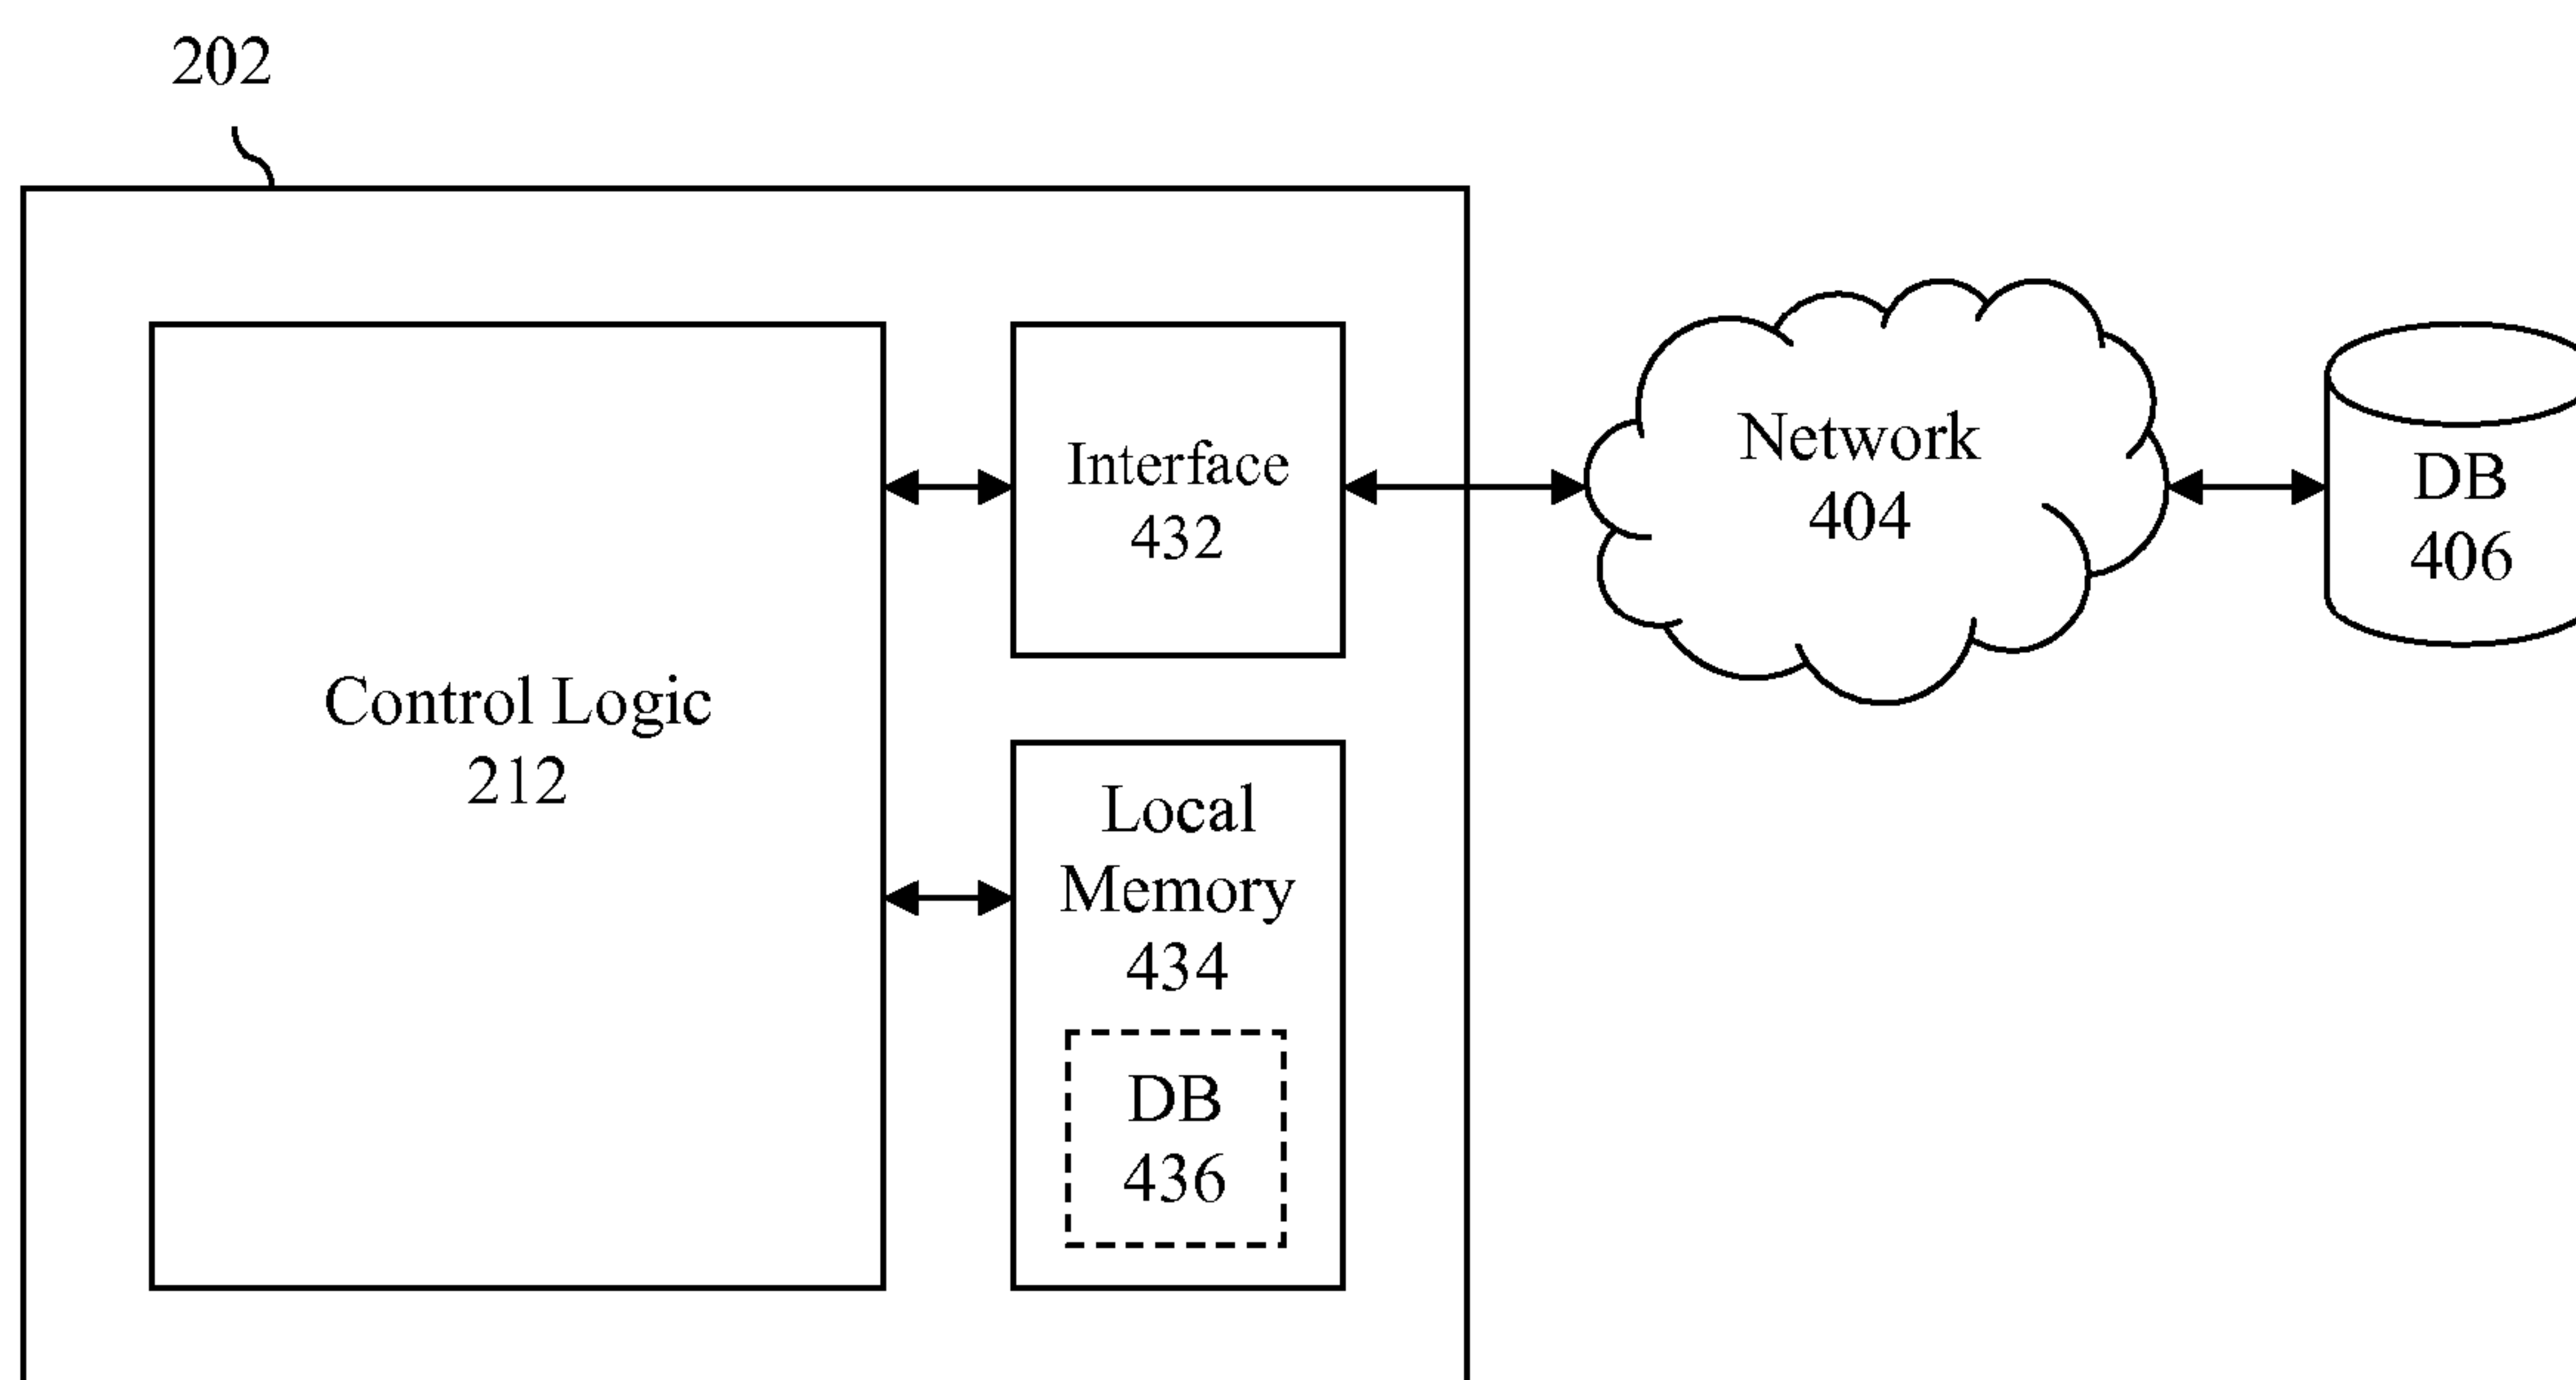 202
Control Logic
212
Interface
432
Local
Memory
434
DB
436
Network
404
DB
406